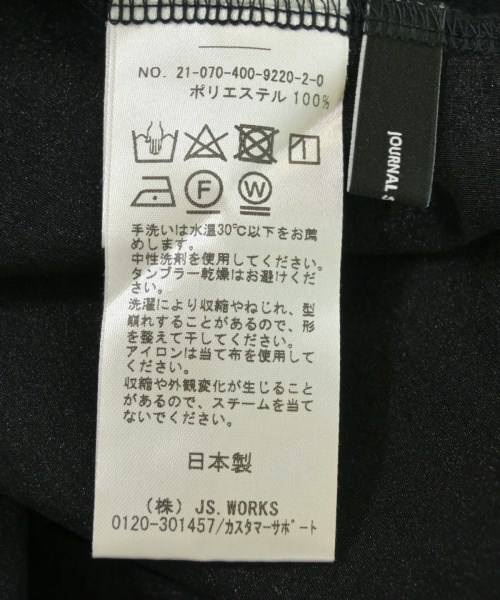 NO. 21-070-400-9220-2-0
ポリエステル 100%
F
W
手洗いは水温30℃以下をお薦
めします。
中性洗剤を使用してください。
タンブラー乾燥はお避けくださ
い。
洗濯により収縮やねじれ、型
崩れすることがあるので、形
を整えて干してください。
アイロンは当て布を使用して
ください。
収縮や外観変化が生じること
があるので、スチームを当て
ないでください。
日本製
(株) JS.WORKS
0120-301457/カスタマーサポート
JOURNAL